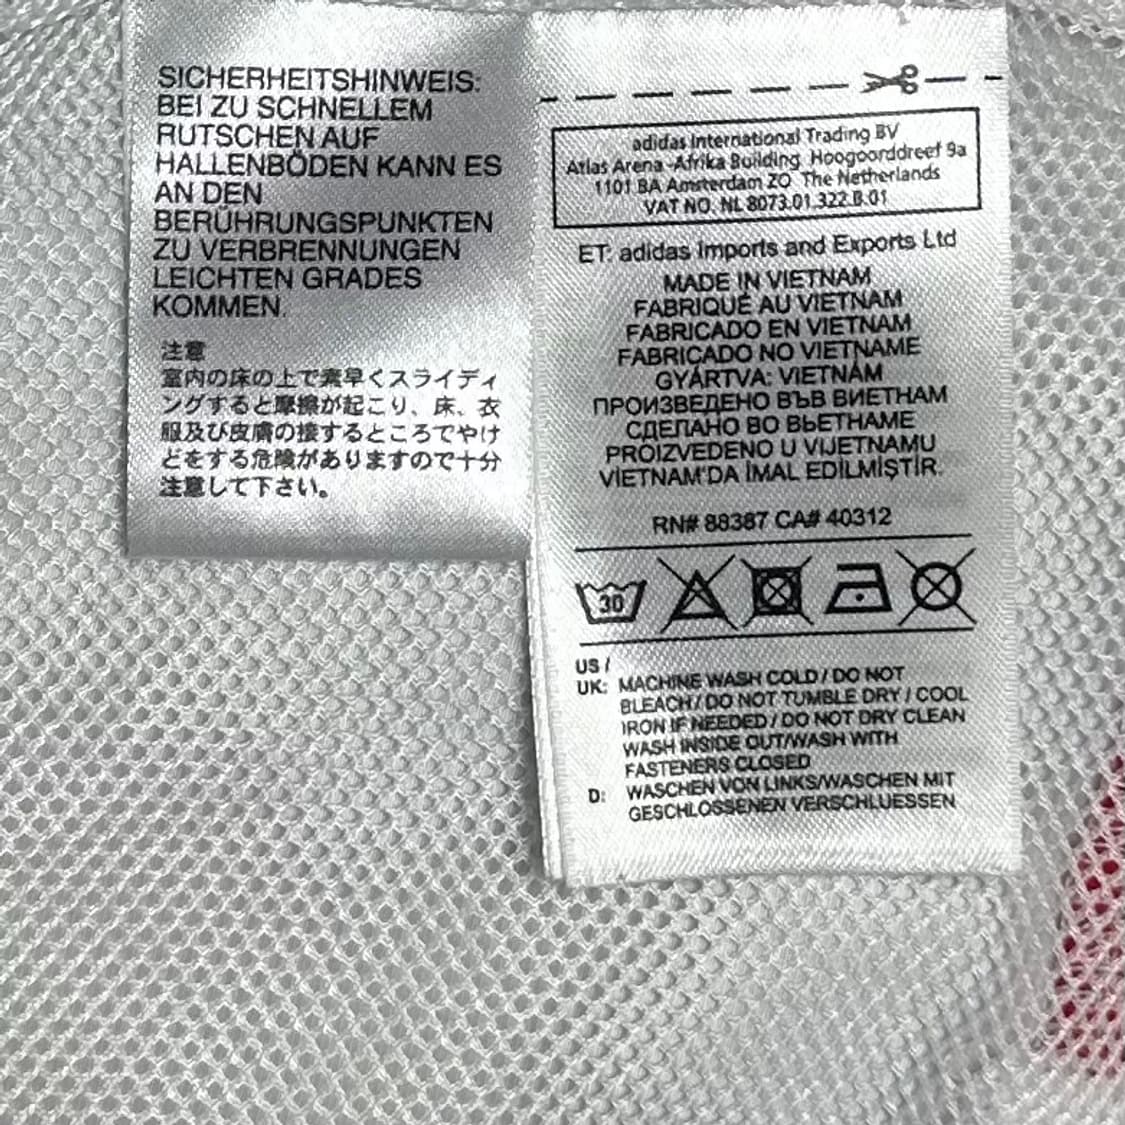 SICHERHEITSHINWEIS:
BEI ZU SCHNELLEM
RUTSCHEN AUF
HALLENBÖDEN KANN ES
AN DEN
BERÜHRUNGSPUNKTEN
ZU VERBRENNUNGEN
LEICHTEN GRADES
KOMMEN.
注意
室内の床の上で素早くスライディ
ングすると摩擦が起こり、床、衣
服及び皮膚の接するところでやけ
どをする危険がありますので十分
注意して下さい。
adidas International Trading BV
Atlas Arena -Afrika Building Hoogoorddreef 9a
1101 BA Amsterdam ZO The Netherlands
VAT NO. NL 8073.01.322.B.01
ET: adidas Imports and Exports Ltd
MADE IN VIETNAM
FABRIQUÉ AU VIETNAM
FABRICADO EN VIETNAM
FABRICADO NO VIETNAME
GYÁRTVA: VIETNÁM
ПРОИЗВЕДЕНО ВЪВ ВИЕТНАМ
СДЕЛАНО ВО ВЬЕТНАМЕ
PROIZVEDENO U VIJETNAMU
VİETNAM'DA İMAL EDİLMİŞTİR.
RN# 88387 CA# 40312
30
US /
UK: MACHINE WASH COLD / DO NOT
BLEACH / DO NOT TUMBLE DRY / COOL
IRON IF NEEDED / DO NOT DRY CLEAN
WASH INSIDE OUT/WASH WITH
FASTENERS CLOSED
D: WASCHEN VON LINKS/WASCHEN MIT
GESCHLOSSENEN VERSCHLUESSEN